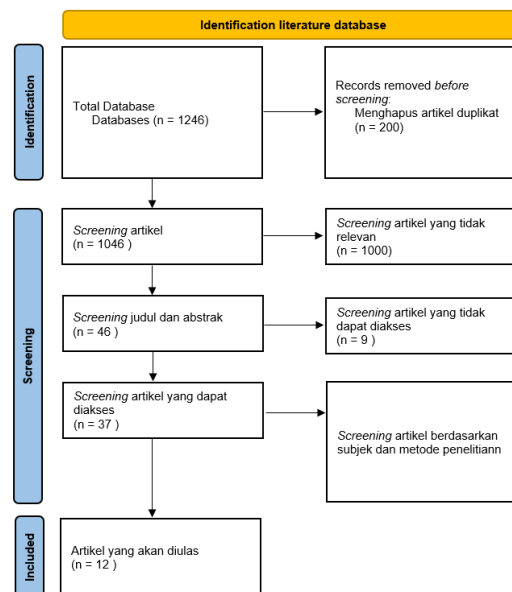 Identification literature database
Identification
Total Database
Databases (n = 1246)
Records removed before
screening:
Menghapus artikel duplikat
(n = 200)
Screening
Screening artikel
(n = 1046 )
Screening artikel yang tidak
relevan
(n = 1000)
Screening judul dan abstrak
(n = 46 )
Screening artikel yang tidak
dapat diakses
(n = 9 )
Screening artikel yang dapat
diakses
(n = 37 )
Screening artikel berdasarkan
subjek dan metode penelitiann
Included
Artikel yang akan diulas
(n = 12 )